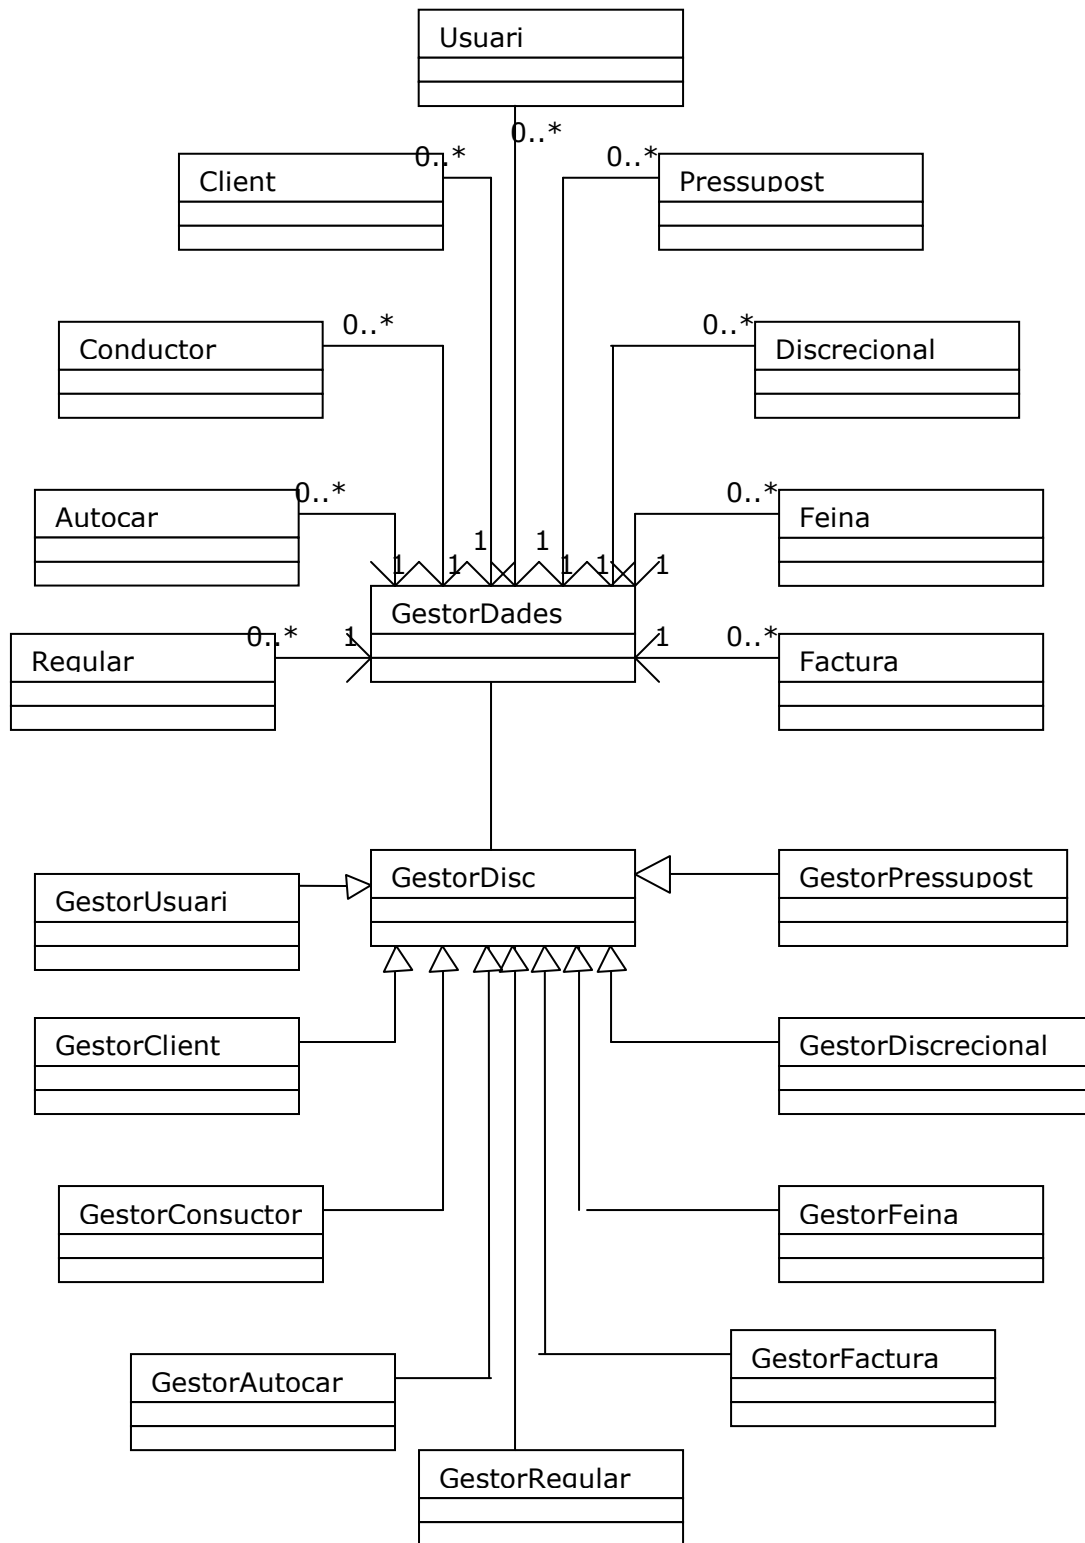 Usuari
0..*
0..*
0..*
Client
Pressupost
0..*
0..*
Conductor
Discrecional
0..*
0..*
Autocar
Feina
1
1
1
1
1
1
1
GestorDades
0..*
1
1
0..*
Regular
Factura
GestorDisc
GestorPressupost
GestorUsuari
GestorClient
GestorDiscrecional
GestorConsuctor
GestorFeina
GestorFactura
GestorAutocar
GestorRegular